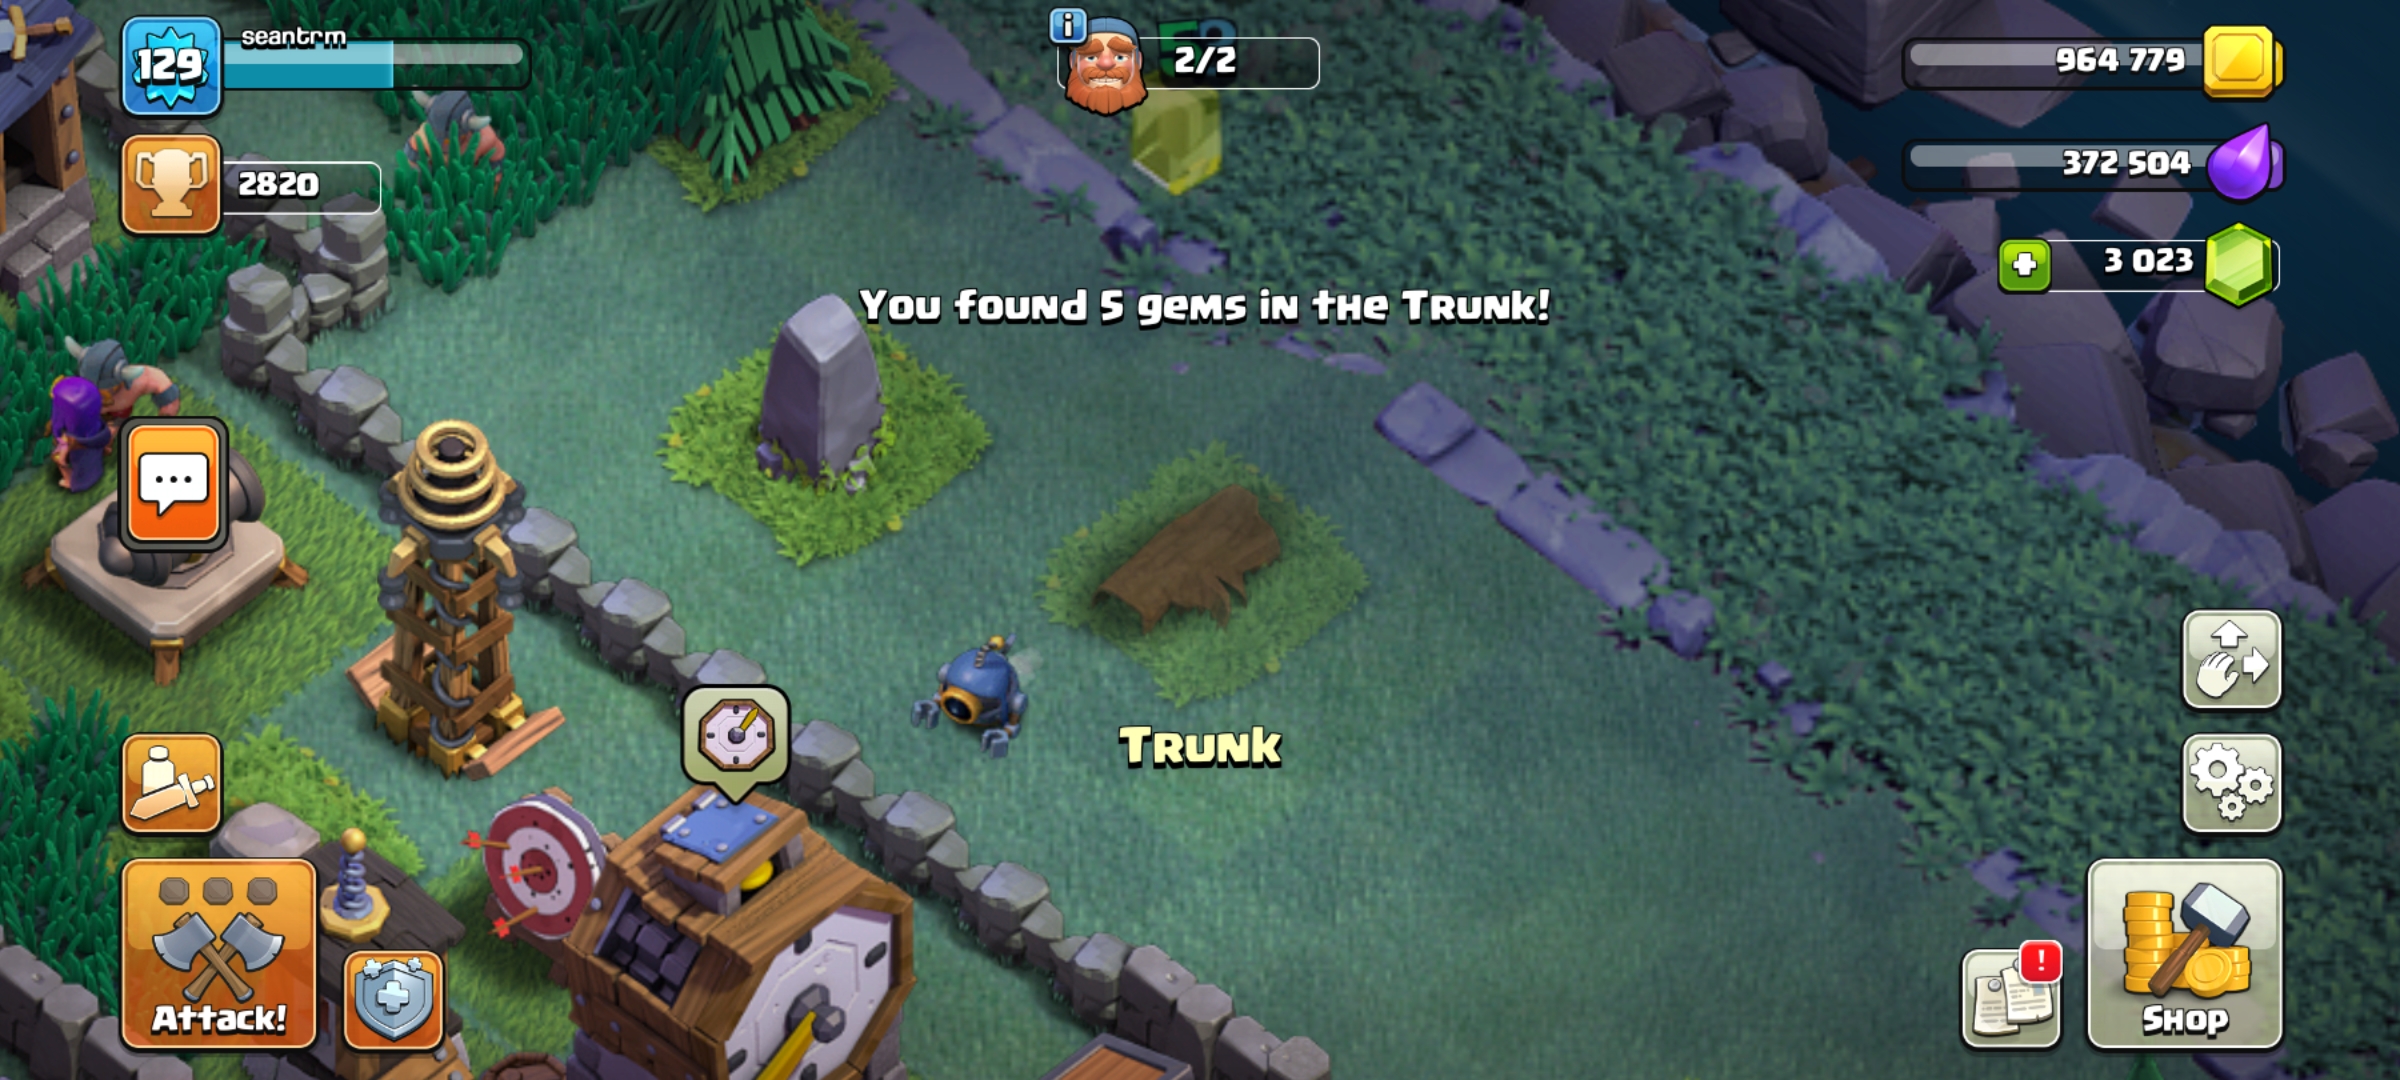 129
seantrm
2/2
964 779
2820
372 504
3 023
You found 5 gems in the Trunk!
Trunk
Attack!
!
Shop